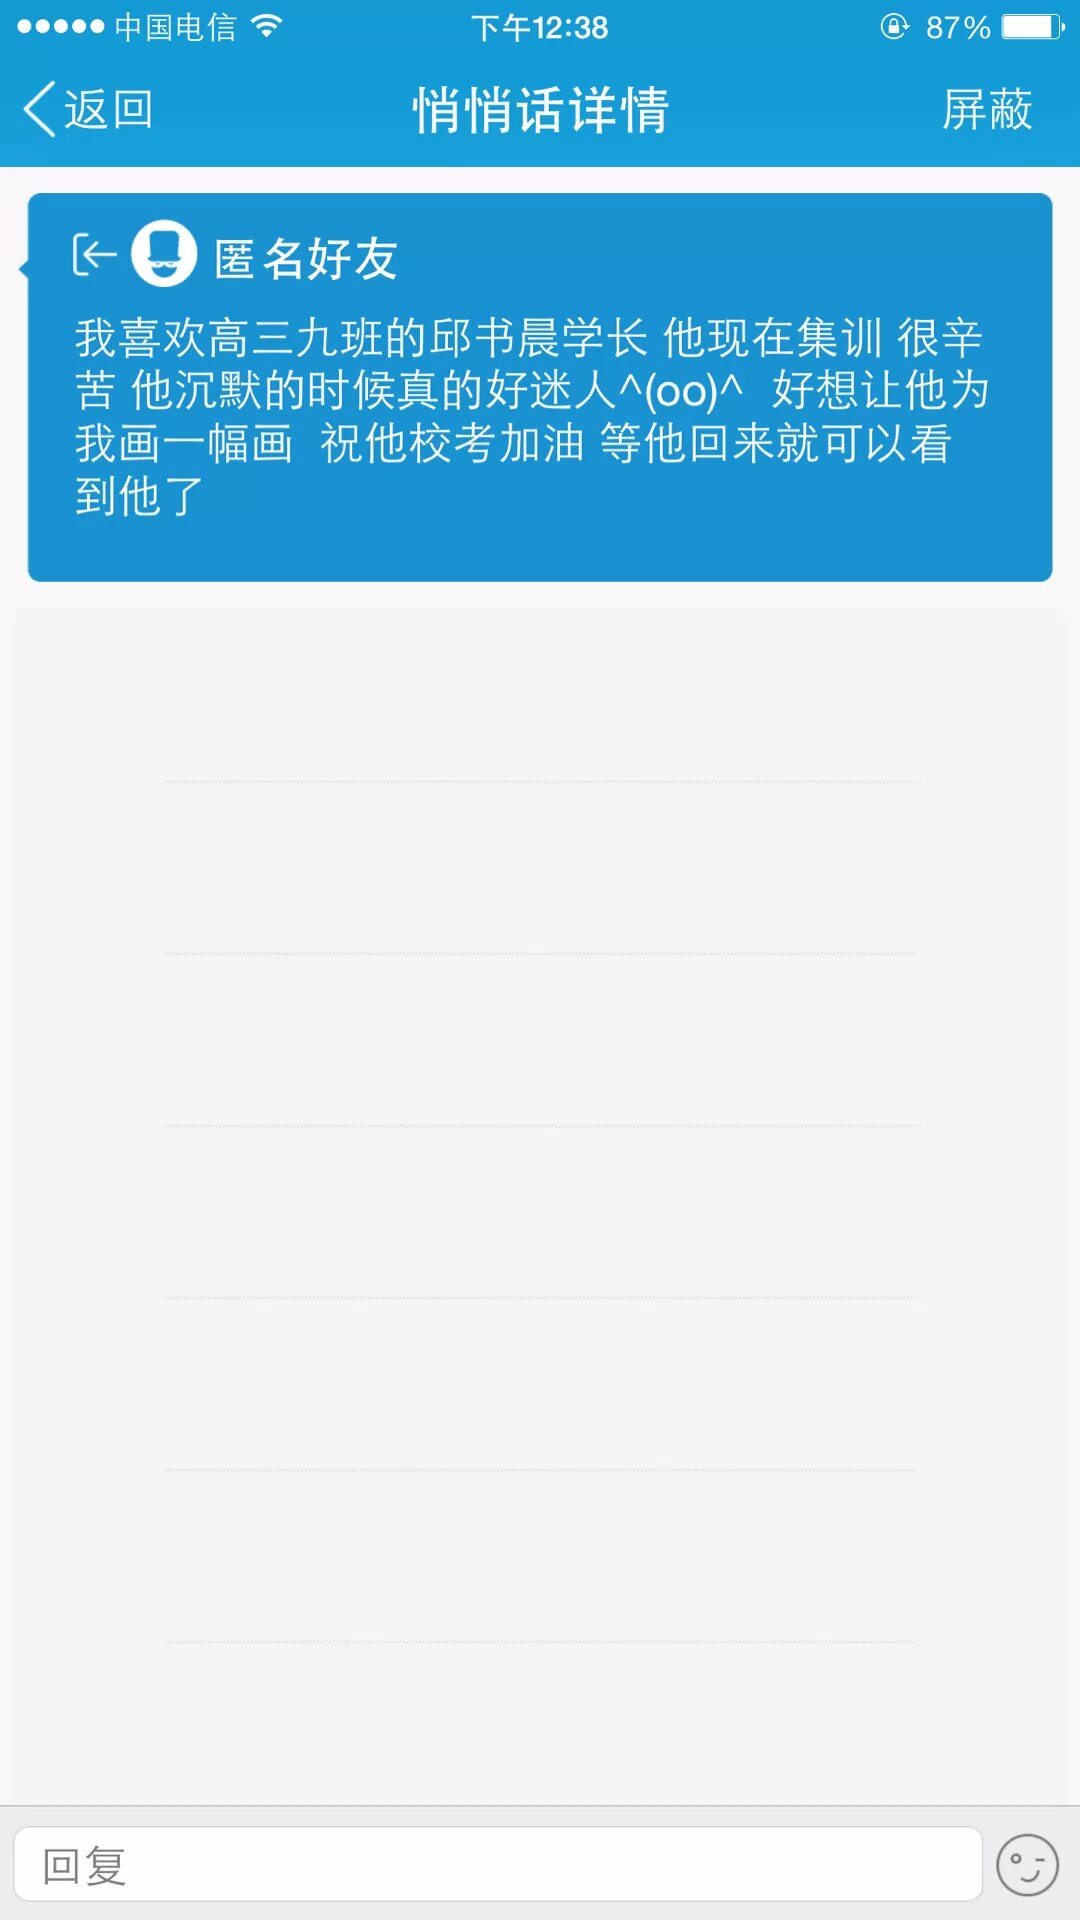 中国电信 下午12:38 87%
返回 悄悄话详情 屏蔽
匿名好友
我喜欢高三九班的邱书晨学长 他现在集训 很辛
苦 他沉默的时候真的好迷人^(oo)^  好想让他为
我画一幅画  祝他校考加油 等他回来就可以看
到他了
回复